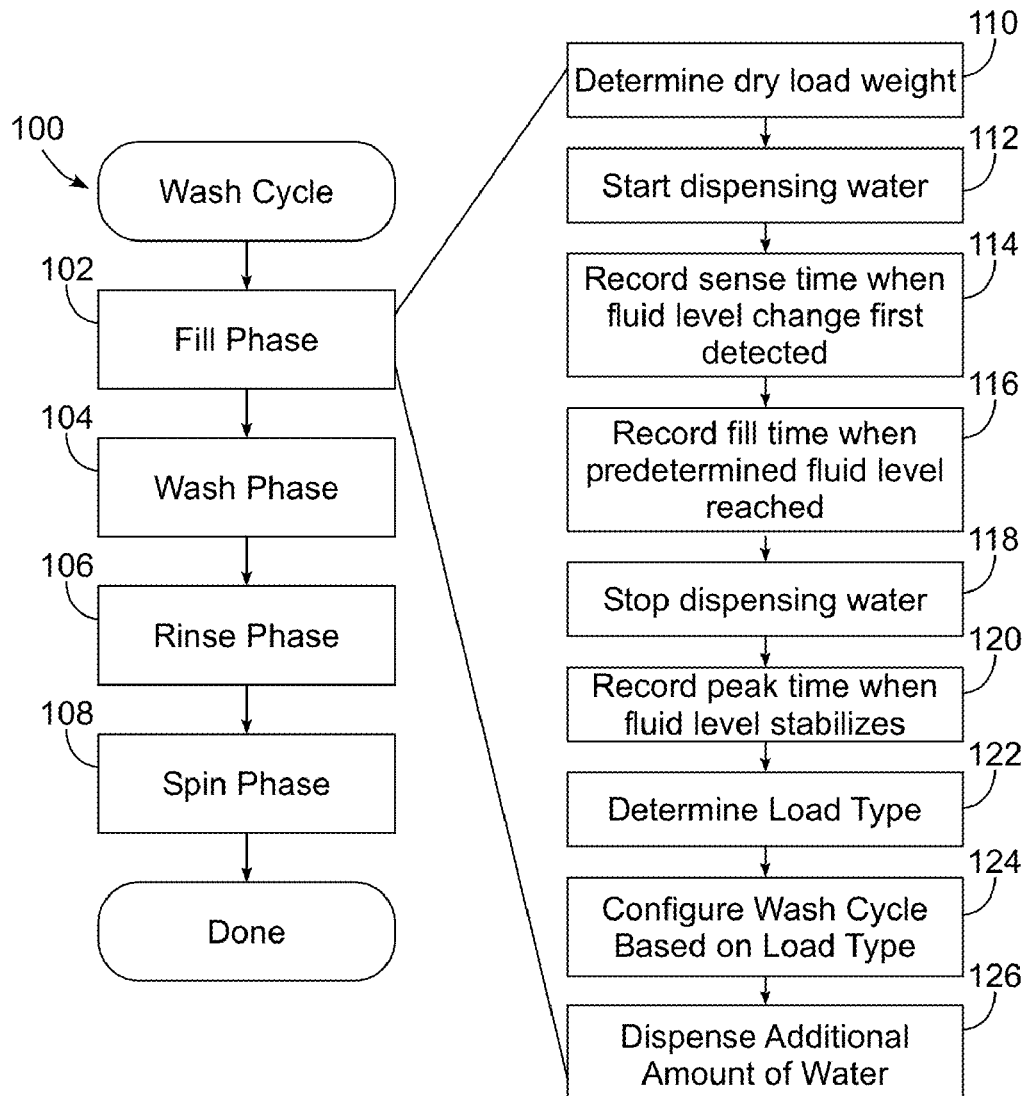 100
Wash Cycle
102
Fill Phase
104
Wash Phase
106
Rinse Phase
108
Spin Phase
Done
110
Determine dry load weight
112
Start dispensing water
114
Record sense time when
fluid level change first
detected
116
Record fill time when
predetermined fluid level
reached
118
Stop dispensing water
120
Record peak time when
fluid level stabilizes
122
Determine Load Type
124
Configure Wash Cycle
Based on Load Type
126
Dispense Additional
Amount of Water